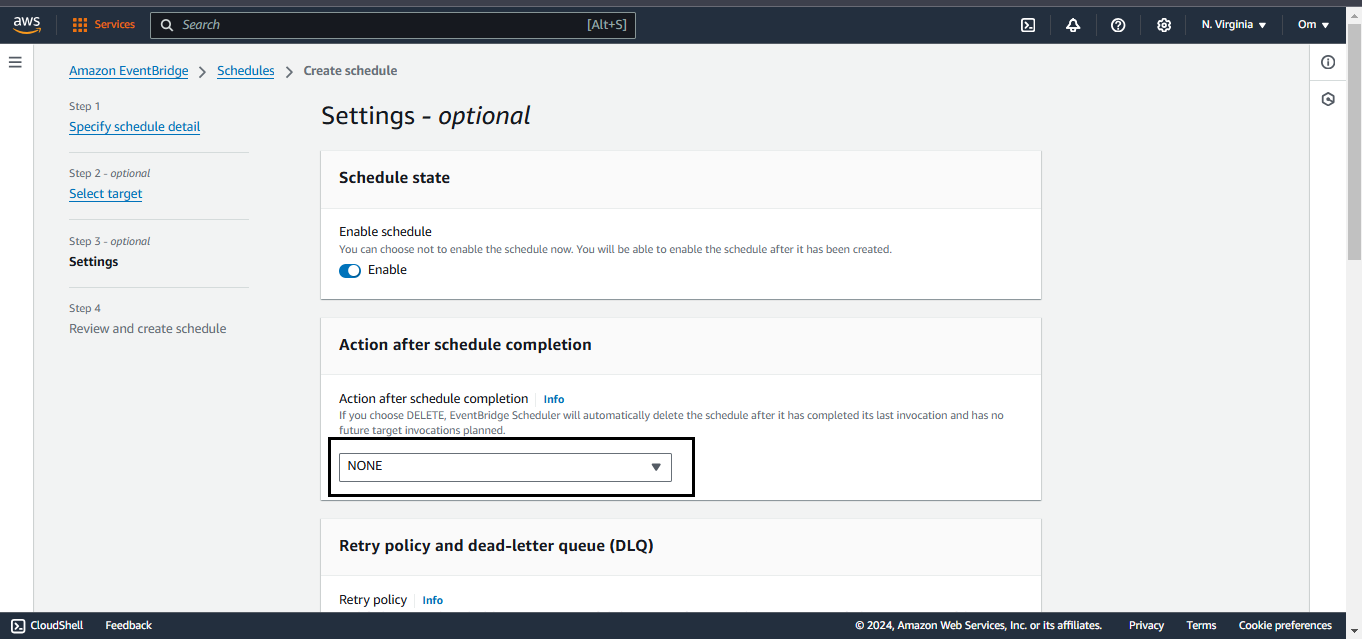 aws
Services
Search
[Alt+S]
N. Virginia
Om
Amazon EventBridge
Schedules
Create schedule
Step 1
Specify schedule detail
Step 2 - optional
Select target
Step 3 - optional
Settings
Step 4
Review and create schedule
Settings - optional
Schedule state
Enable schedule
You can choose not to enable the schedule now. You will be able to enable the schedule after it has been created.
Enable
Action after schedule completion
Action after schedule completion
Info
If you choose DELETE, EventBridge Scheduler will automatically delete the schedule after it has completed its last invocation and has no
future target invocations planned.
NONE
Retry policy and dead-letter queue (DLQ)
Retry policy
Info
CloudShell
Feedback
© 2024, Amazon Web Services, Inc. or its affiliates.
Privacy
Terms
Cookie preferences